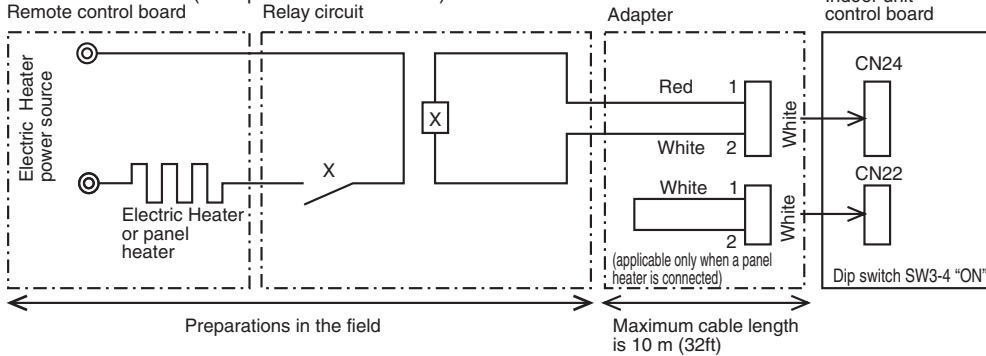 Remote control board
Relay circuit
Adapter
control board
Electric Heater
power source
Electric Heater
or panel
heater
X
X
Red 1
White 2
White
White 1
2
White
(applicable only when a panel
heater is connected)
CN24
CN22
Dip switch SW3-4 “ON”
Preparations in the field
Maximum cable length
is 10 m (32ft)